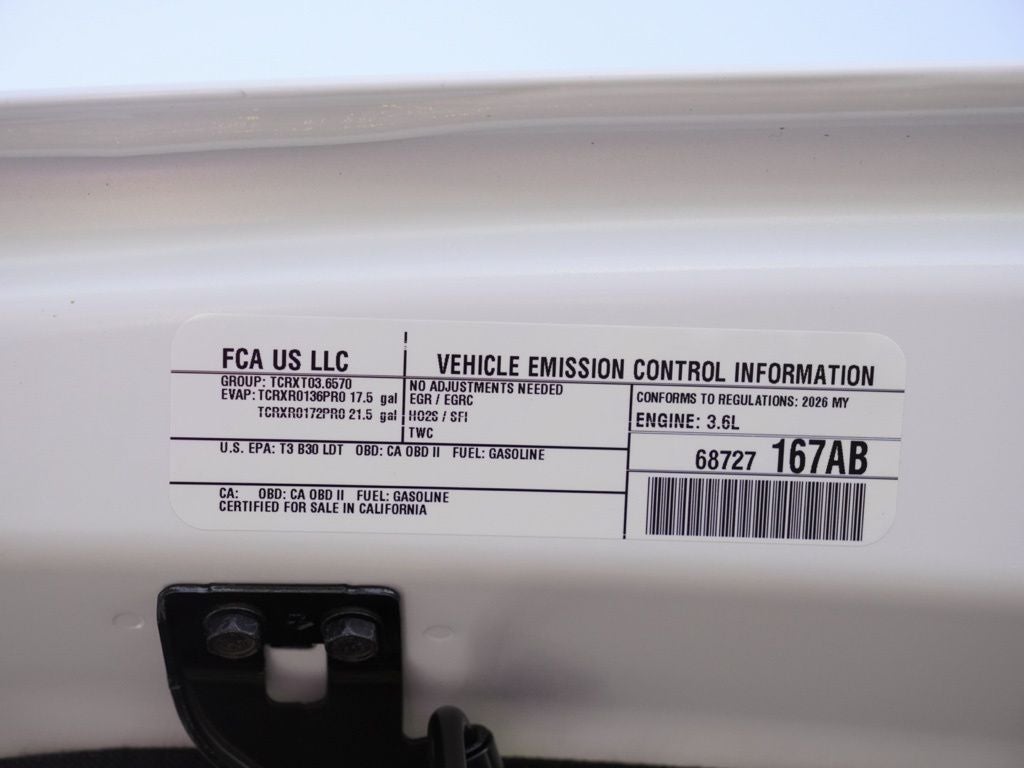 FCA US LLC
VEHICLE EMISSION CONTROL INFORMATION
GROUP: TCRXT03.6570
EVAP: TCRXR0136PR0 17.5 gal
TCRXR0172PR0 21.5 gal
NO ADJUSTMENTS NEEDED
EGR / EGRC
HO2S / SFI
TWC
CONFORMS TO REGULATIONS: 2026 MY
ENGINE: 3.6L
68727 167AB
U.S. EPA: T3 B30 LDT OBD: CA OBD II FUEL: GASOLINE
CA: OBD: CA OBD II FUEL: GASOLINE
CERTIFIED FOR SALE IN CALIFORNIA